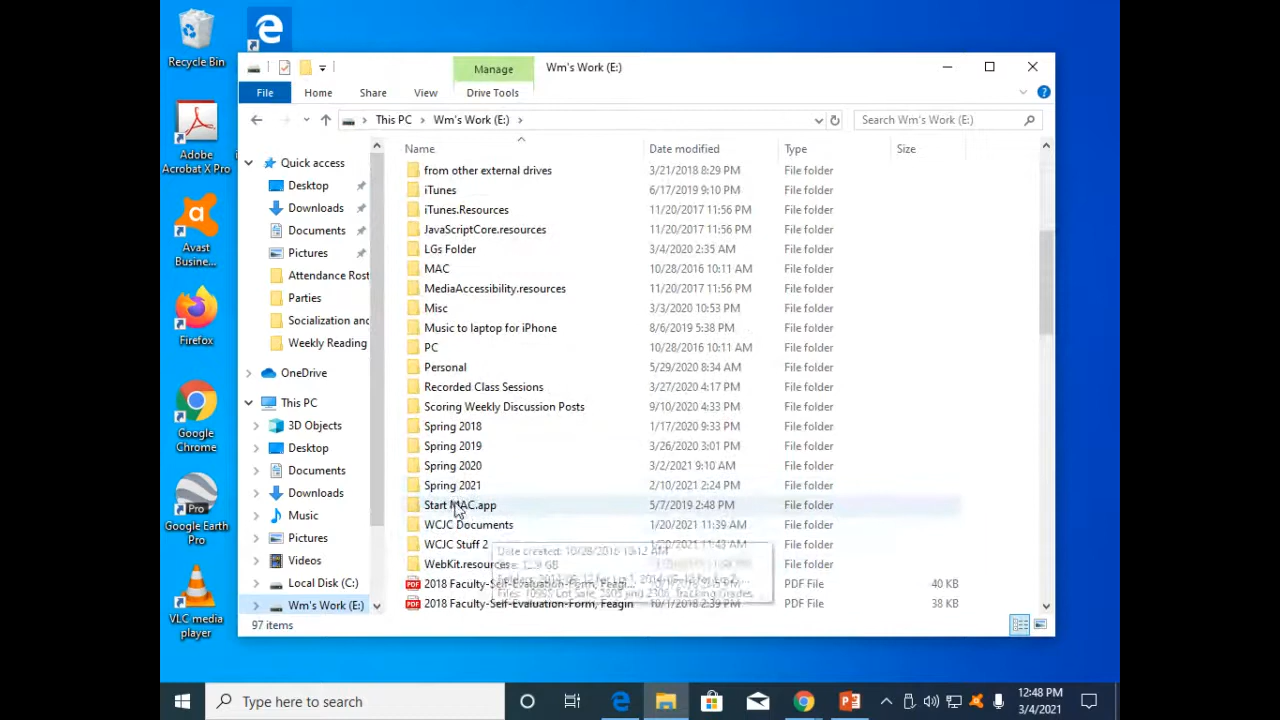 Recycle Bin
Adobe
Acrobat X Pro
Avast
Busine...
Firefox
Google
Chrome
Pro
Google Earth
Pro
VLC media
player
Manage
Wm's Work (E:)
File
Home
Share
View
Drive Tools
This PC
Wm's Work (E:)
Search Wm's Work (E:)
Quick access
Desktop
Downloads
Documents
Pictures
Attendance Rost
Parties
Socialization and
Weekly Reading
OneDrive
This PC
3D Objects
Desktop
Documents
Downloads
Music
Pictures
Videos
Local Disk (C:)
Wm's Work (E:)
Name Date modified Type Size
from other external drives 3/21/2018 8:29 PM File folder
iTunes 6/17/2019 9:10 PM File folder
iTunes.Resources 11/20/2017 11:56 PM File folder
JavaScriptCore.resources 11/20/2017 11:56 PM File folder
LGs Folder 3/4/2020 2:35 AM File folder
MAC 10/28/2016 10:11 AM File folder
MediaAccessibility.resources 11/20/2017 11:56 PM File folder
Misc 3/3/2020 10:53 PM File folder
Music to laptop for iPhone 8/6/2019 5:38 PM File folder
PC 10/28/2016 10:11 AM File folder
Personal 5/29/2020 8:34 AM File folder
Recorded Class Sessions 3/27/2020 4:17 PM File folder
Scoring Weekly Discussion Posts 9/10/2020 4:33 PM File folder
Spring 2018 1/17/2020 9:33 PM File folder
Spring 2019 3/26/2020 3:01 PM File folder
Spring 2020 3/2/2021 9:10 AM File folder
Spring 2021 2/10/2021 2:24 PM File folder
Start MAC.app 5/7/2019 2:48 PM File folder
WCJC Documents 1/20/2021 11:39 AM File folder
WCJC Stuff 2 1/20/2021 11:43 AM File folder
Date created: 10/28/2016 10:12 AM
WebKit.resources File folder
2018 Faculty-Self-Evaluation-Form, Feagi... PDF File 40 KB
2018 Faculty-Self-Evaluation-Form, Feagin 10/1/2018 2:39 PM PDF File 38 KB
97 items
Type here to search
12:48 PM
3/4/2021